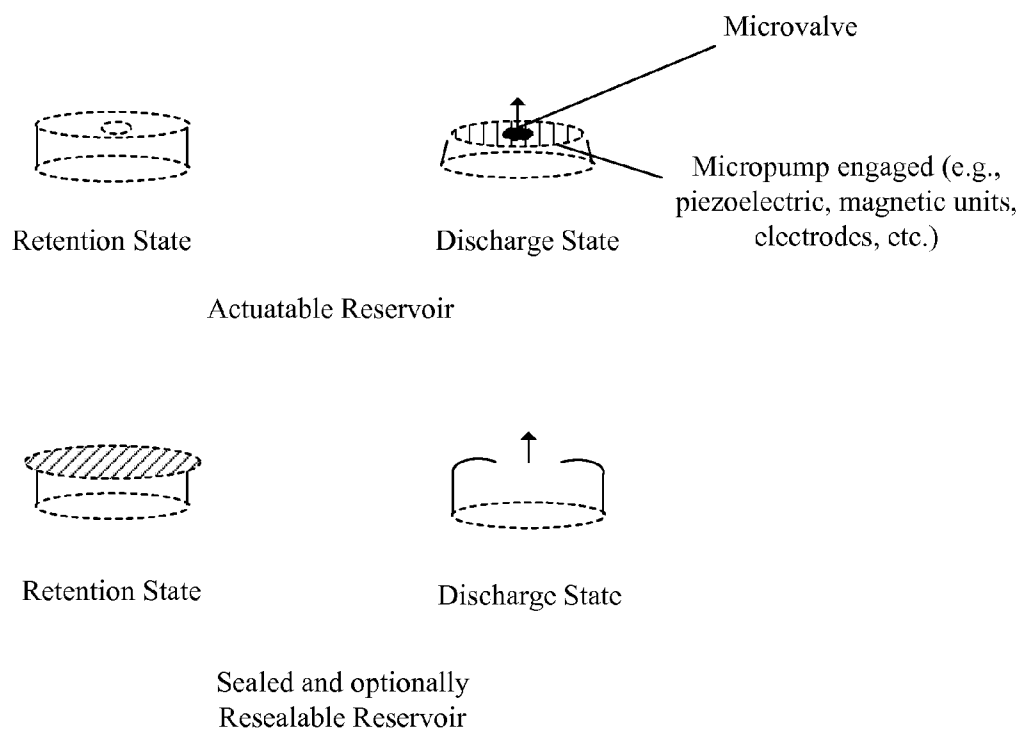 Microvalve
Micropump engaged (e.g.,
piezoelectric, magnetic units,
electrodes, etc.)
Retention State
Discharge State
Actuatable Reservoir
Retention State
Discharge State
Sealed and optionally
Resealable Reservoir